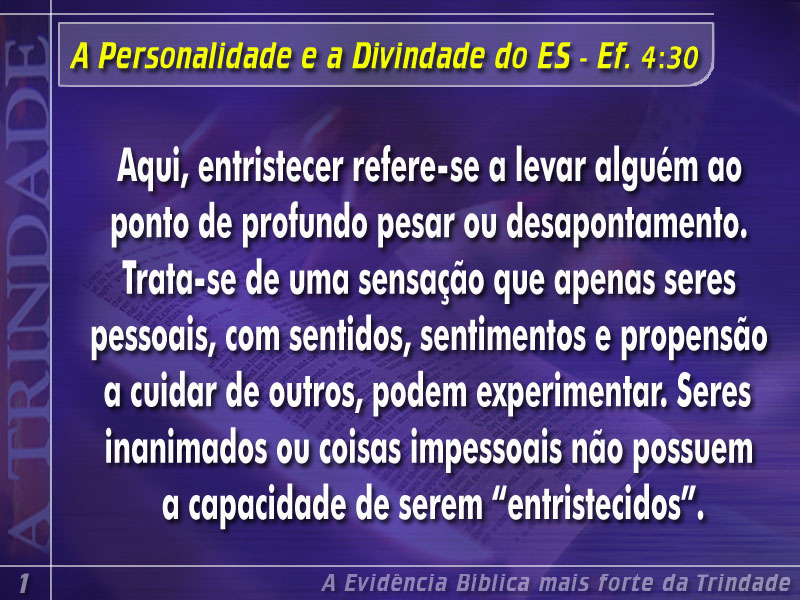 A Personalidade e a Divindade do ES - Ef. 4:30
Aqui, entristecer refere-se a levar alguém ao
ponto de profundo pesar ou desapontamento.
Trata-se de uma sensação que apenas seres
pessoais, com sentidos, sentimentos e propensão
a cuidar de outros, podem experimentar. Seres
inanimados ou coisas impessoais não possuem
a capacidade de serem “entristecidos”.
A TRINDADE
1
A Evidência Bíblica mais forte da Trindade